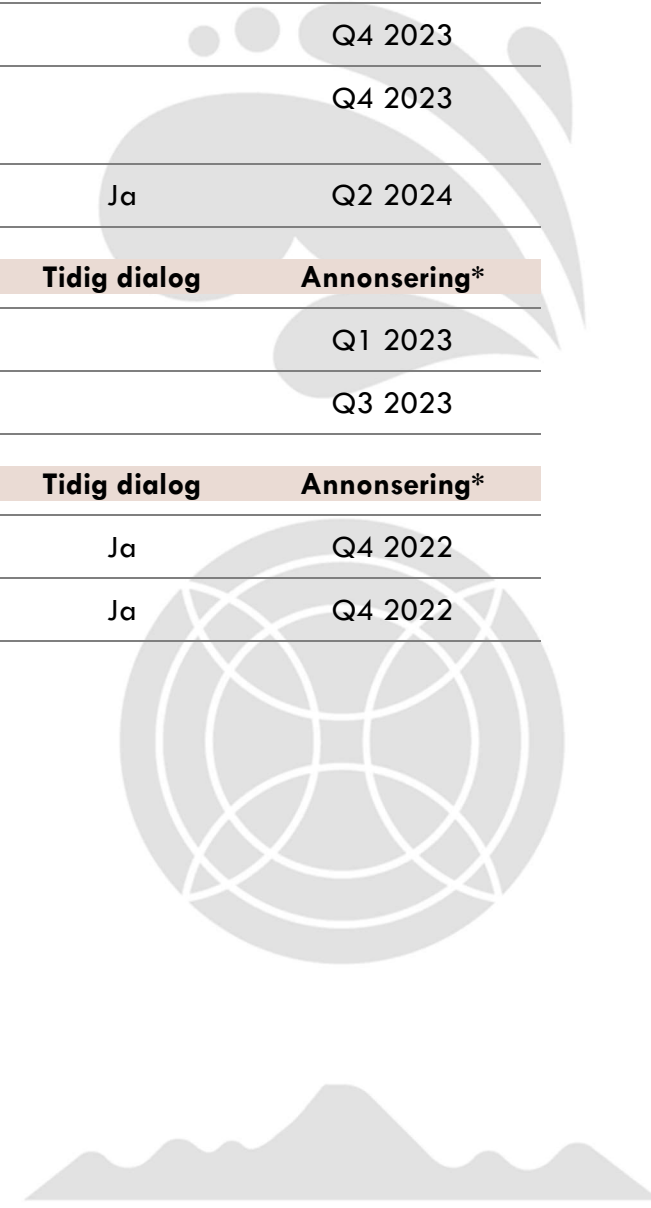 Q4 2023
Q4 2023
Ja Q2 2024
Tidig dialog Annonsering*
Q1 2023
Q3 2023
Tidig dialog Annonsering*
Ja Q4 2022
Ja Q4 2022